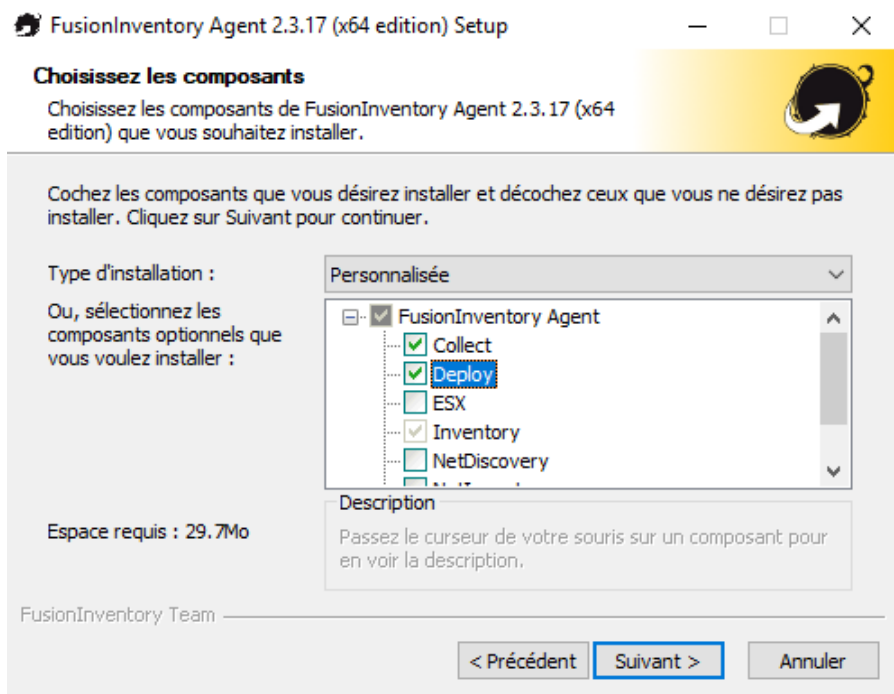 FusionInventory Agent 2.3.17 (x64 edition) Setup
Choisissez les composants
Choisissez les composants de FusionInventory Agent 2.3.17 (x64
edition) que vous souhaitez installer.
Cochez les composants que vous désirez installer et décochez ceux que vous ne désirez pas
installer. Cliquez sur Suivant pour continuer.
Type d'installation :
Personnalisée
Ou, sélectionnez les
composants optionnels que
vous voulez installer :
FusionInventory Agent
Collect
Deploy
ESX
Inventory
NetDiscovery
Espace requis : 29.7Mo
Description
Passez le curseur de votre souris sur un composant pour
en voir la description.
FusionInventory Team
< Précédent
Suivant >
Annuler